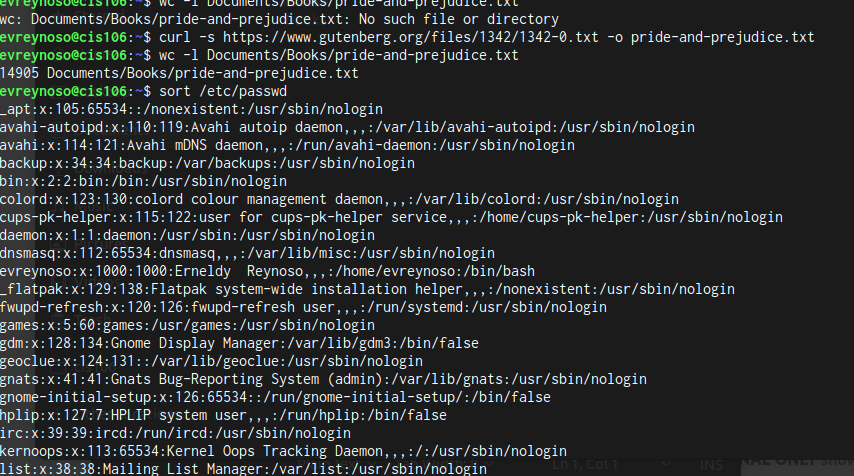 evreynoso@cis106:~$ wc -l Documents/Books/pride-and-prejudice.txt
wc: Documents/Books/pride-and-prejudice.txt: No such file or directory
evreynoso@cis106:~$ curl -s https://www.gutenberg.org/files/1342/1342-0.txt -o pride-and-prejudice.txt
evreynoso@cis106:~$ wc -l Documents/Books/pride-and-prejudice.txt
14905 Documents/Books/pride-and-prejudice.txt
evreynoso@cis106:~$ sort /etc/passwd
_apt:x:105:65534::/nonexistent:/usr/sbin/nologin
avahi-autoipd:x:110:119:Avahi autoip daemon,,,:/var/lib/avahi-autoipd:/usr/sbin/nologin
avahi:x:114:121:Avahi mDNS daemon,,,:/run/avahi-daemon:/usr/sbin/nologin
backup:x:34:34:backup:/var/backups:/usr/sbin/nologin
bin:x:2:2:bin:/bin:/usr/sbin/nologin
colord:x:123:130:colord colour management daemon,,,:/var/lib/colord:/usr/sbin/nologin
cups-pk-helper:x:115:122:user for cups-pk-helper service,,,:/home/cups-pk-helper:/usr/sbin/nologin
daemon:x:1:1:daemon:/usr/sbin:/usr/sbin/nologin
dnsmasq:x:112:65534:dnsmasq,,,:/var/lib/misc:/usr/sbin/nologin
evreynoso:x:1000:1000:Erneldy  Reynoso,,,:/home/evreynoso:/bin/bash
_flatpak:x:129:138:Flatpak system-wide installation helper,,,:/nonexistent:/usr/sbin/nologin
fwupd-refresh:x:120:126:fwupd-refresh user,,,:/run/systemd:/usr/sbin/nologin
games:x:5:60:games:/usr/games:/usr/sbin/nologin
gdm:x:128:134:Gnome Display Manager:/var/lib/gdm3:/bin/false
geoclue:x:124:131::/var/lib/geoclue:/usr/sbin/nologin
gnats:x:41:41:Gnats Bug-Reporting System (admin):/var/lib/gnats:/usr/sbin/nologin
gnome-initial-setup:x:126:65534::/run/gnome-initial-setup/:/bin/false
hplip:x:127:7:HPLIP system user,,,:/run/hplip:/bin/false
irc:x:39:39:ircd:/run/ircd:/usr/sbin/nologin
kernoops:x:113:65534:Kernel Oops Tracking Daemon,,,:/:/usr/sbin/nologin
list:x:38:38:Mailing List Manager:/var/list:/usr/sbin/nologin
Ln 1, Col 1
INS